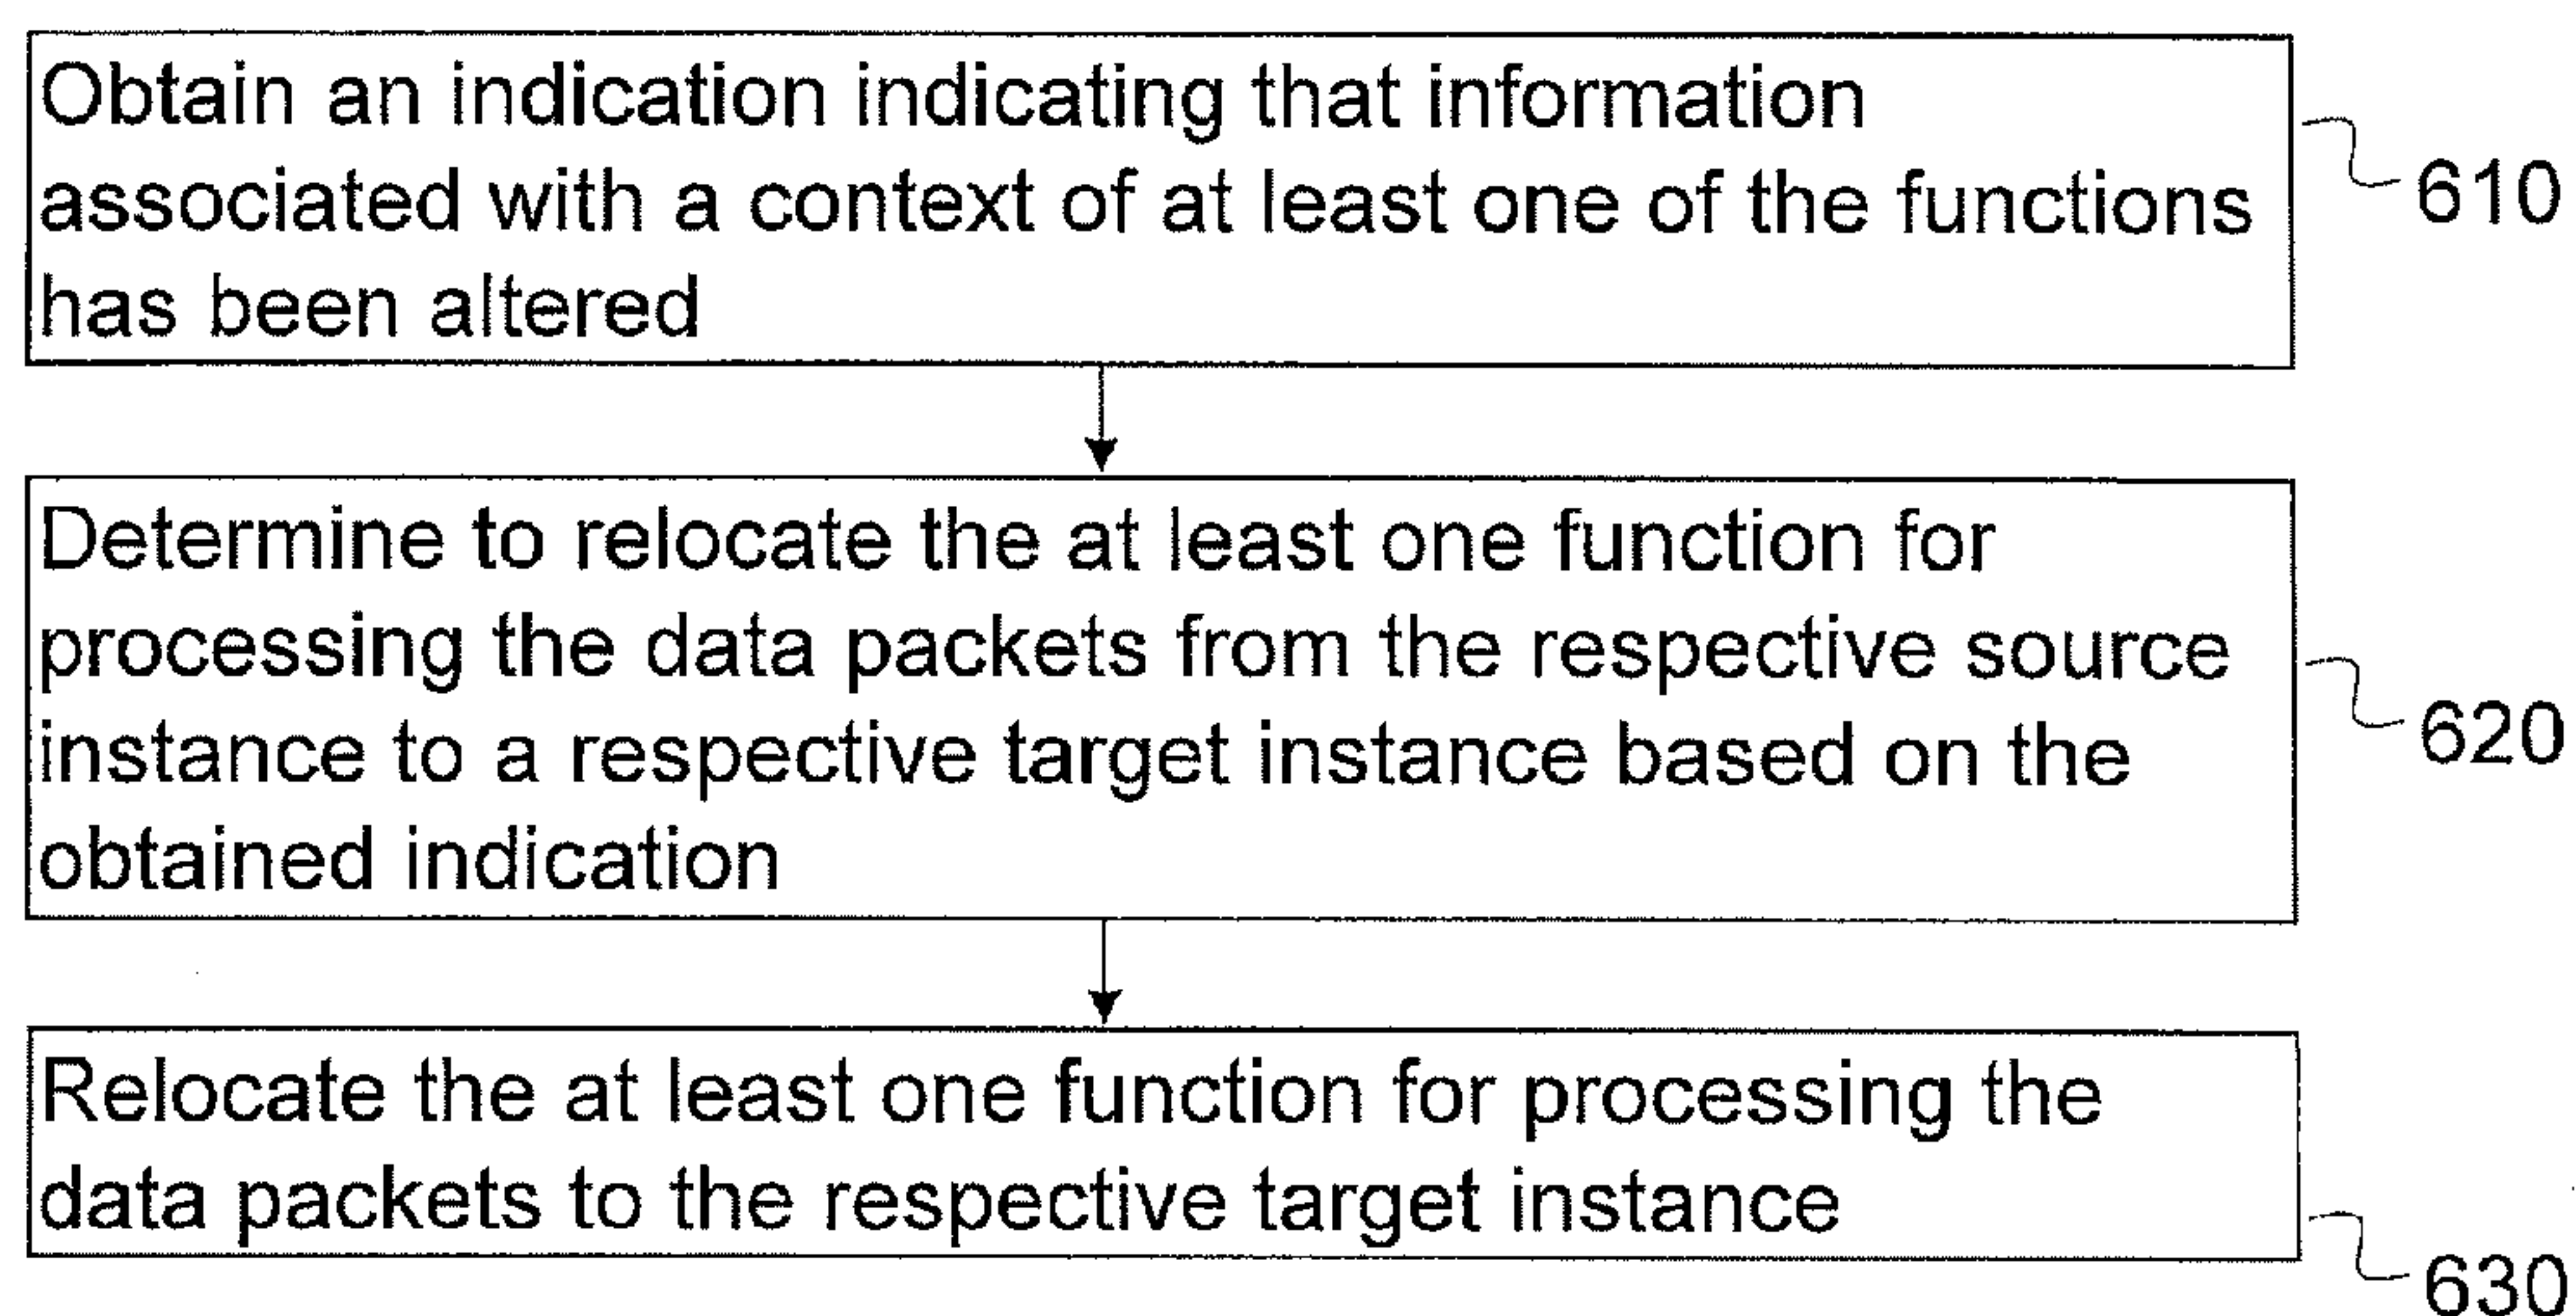 Obtain an indication indicating that information
associated with a context of at least one of the functions
has been altered
610
Determine to relocate the at least one function for
processing the data packets from the respective source
instance to a respective target instance based on the
obtained indication
620
Relocate the at least one function for processing the
data packets to the respective target instance
630